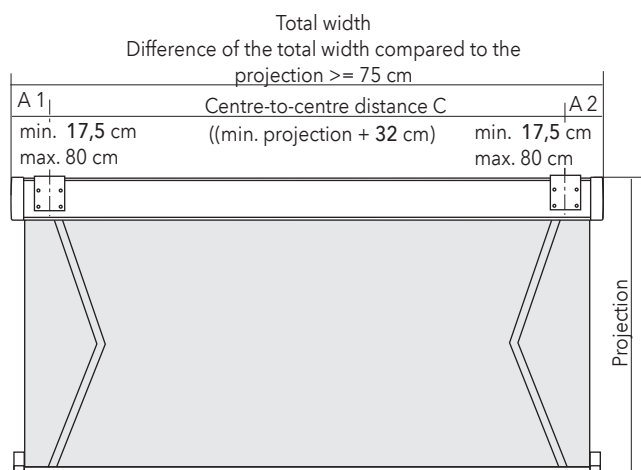 Total width
Difference of the total width compared to the
projection >= 75 cm
A 1
Centre-to-centre distance C
A 2
min. 17,5 cm
((min. projection + 32 cm)
min. 17,5 cm
max. 80 cm
max. 80 cm
Projection